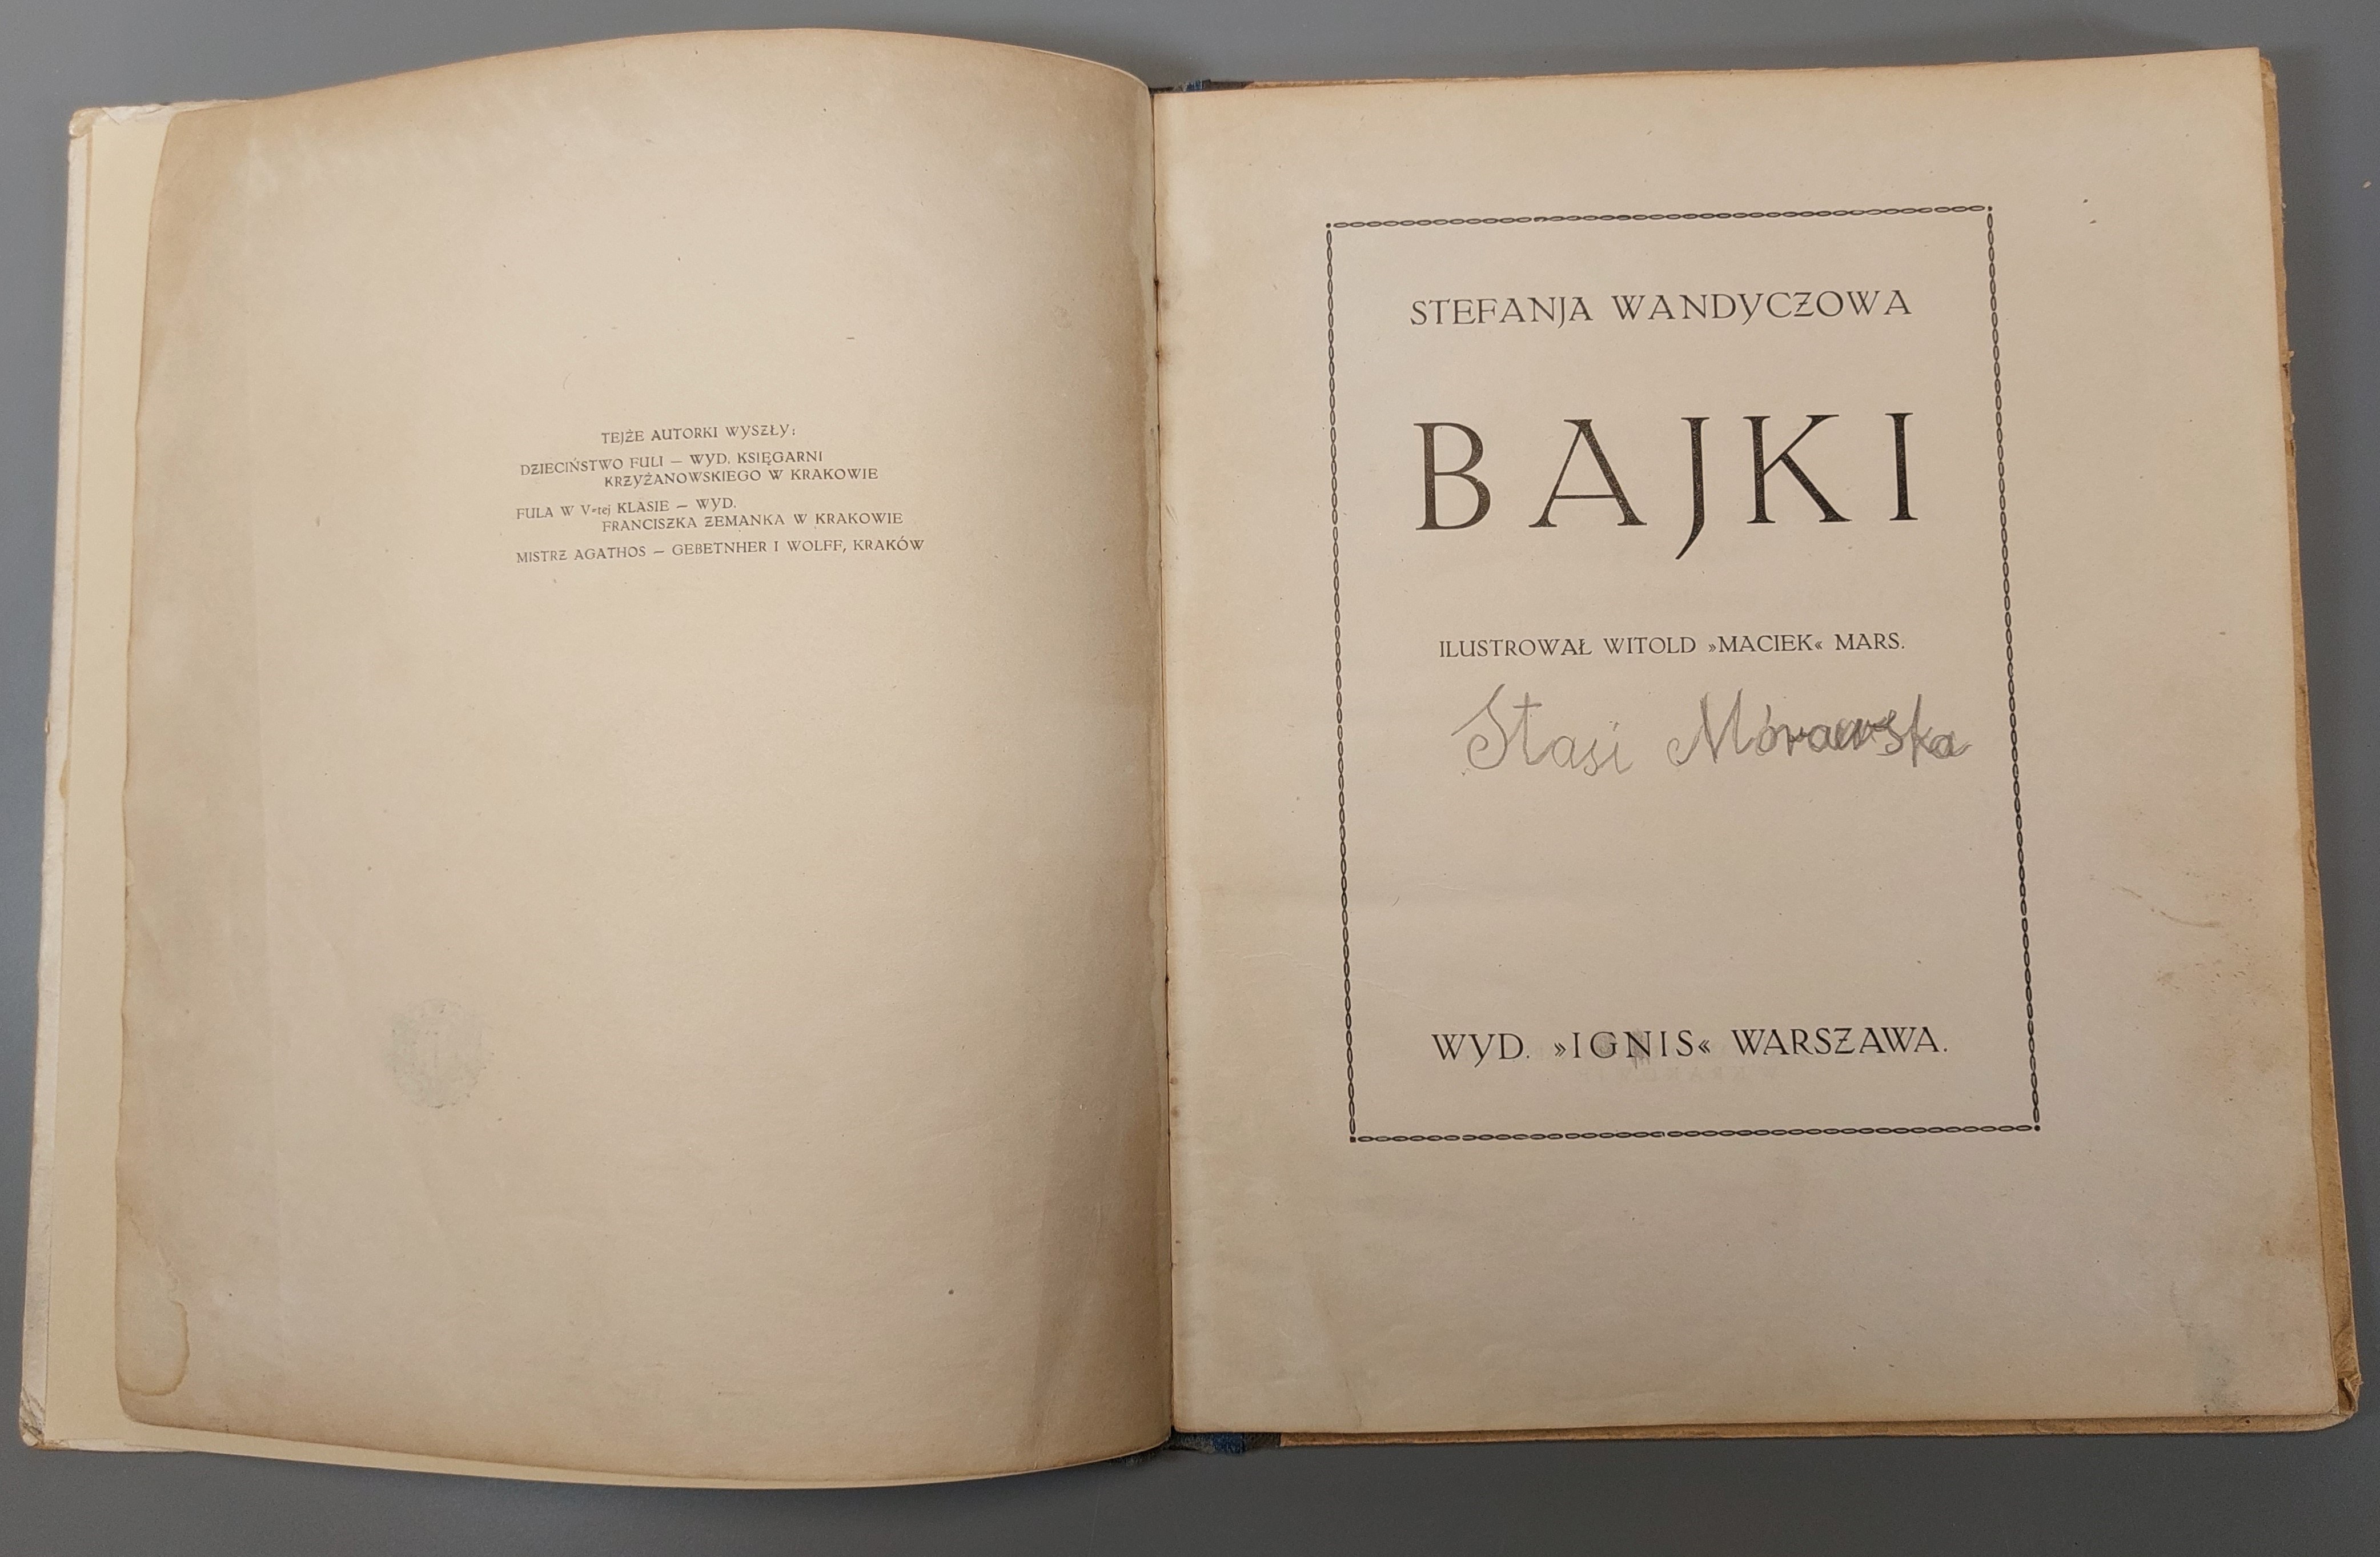 TEJŻE AUTORKI WYSZŁY:
DZIECIŃSTWO FULI — WYD. KSIĘGARNI
KRZYŻANOWSKIEGO W KRAKOWIE
FULA W V-tej KLASIE — WYD.
FRANCISZKA ZEMANKA W KRAKOWIE
MISTRZ AGATHOS — GEBETNHER I WOLFF, KRAKÓW
STEFANJA WANDYCZOWA
BAJKI
ILUSTROWAŁ WITOLD »MACIEK« MARS.
Stasi Mórawska
WYD. »IGNIS« WARSZAWA.